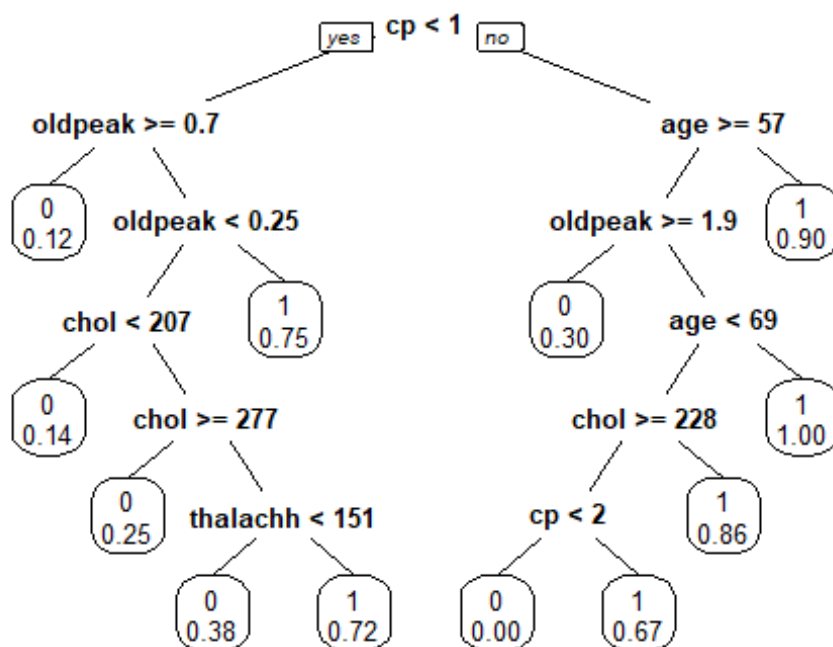 yes cp < 1 no
oldpeak >= 0.7 age >= 57
0 oldpeak < 0.25 oldpeak >= 1.9 1
0.12 0.90
chol < 207 1 0 age < 69
0.75 0.30
0 chol >= 277 chol >= 228 1
0.14 1.00
0 thalachh < 151 cp < 2 1
0.25 0.86
0 1 0 1
0.38 0.72 0.00 0.67